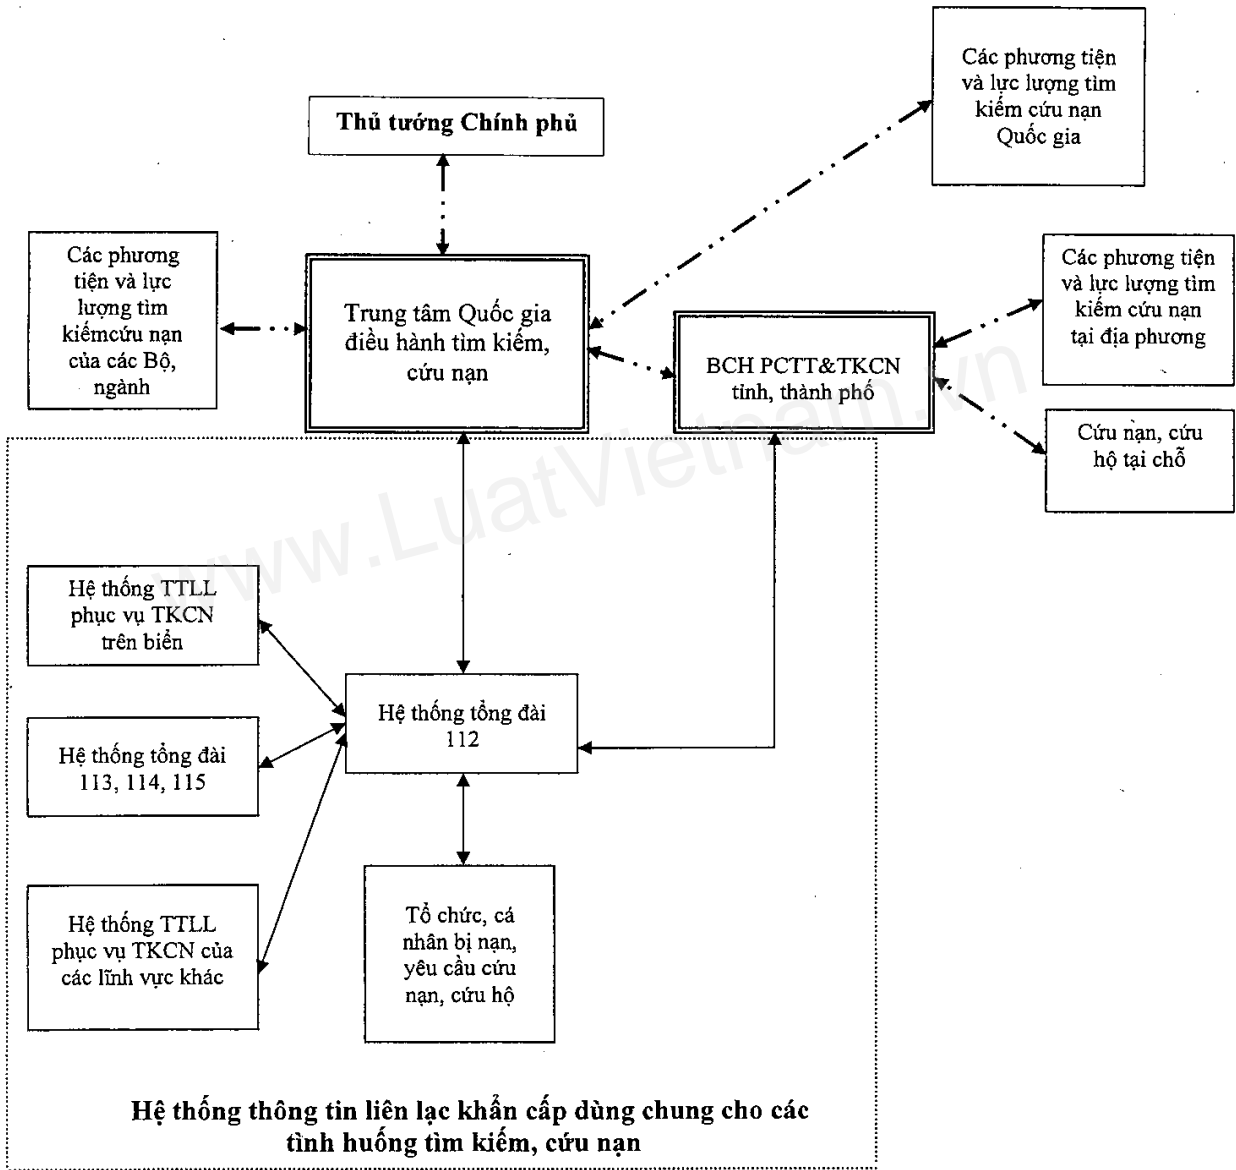 Các phương tiện
và lực lượng tìm
kiếm cứu nạn
Quốc gia
Thủ tướng Chính phủ
Các phương
tiện và lực
lượng tìm
kiếmcứu nạn
của các Bộ,
ngành
Trung tâm Quốc gia
điều hành tìm kiếm,
cứu nạn
BCH PCTT&TKCN
tỉnh, thành phố
Các phương tiện
và lực lượng tìm
kiếm cứu nạn
tại địa phương
Cứu nạn, cứu
hộ tại chỗ
www.LuatVietnam.vn
Hệ thống TTLL
phục vụ TKCN
trên biển
Hệ thống tổng đài
112
Hệ thống tổng đài
113, 114, 115
Hệ thống TTLL
phục vụ TKCN của
các lĩnh vực khác
Tổ chức, cá
nhân bị nạn,
yêu cầu cứu
nạn, cứu hộ
Hệ thống thông tin liên lạc khẩn cấp dùng chung cho các
tình huống tìm kiếm, cứu nạn